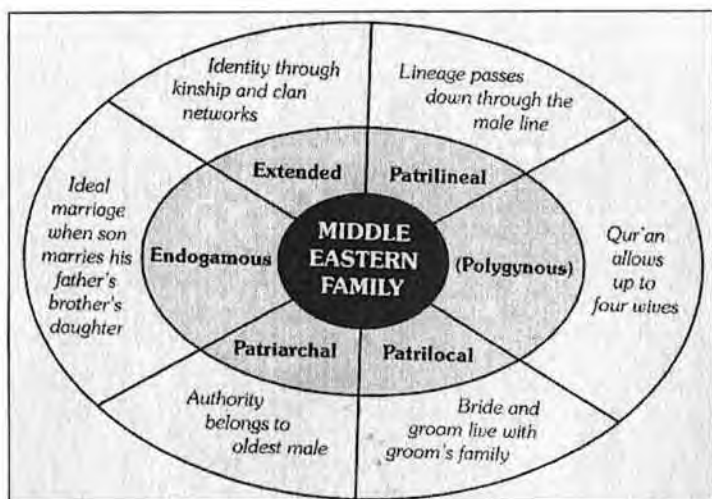 Identity through
kinship and clan
networks
Lineage passes
down through the
male line
Extended
Patrilineal
Ideal
marriage
when son
marries his
father's
brother's
daughter
Endogamous
MIDDLE
EASTERN
FAMILY
(Polygynous)
Qur'an
allows
up to
four wives
Patriarchal
Patrilocal
Authority
belongs to
oldest male
Bride and
groom live with
groom's family